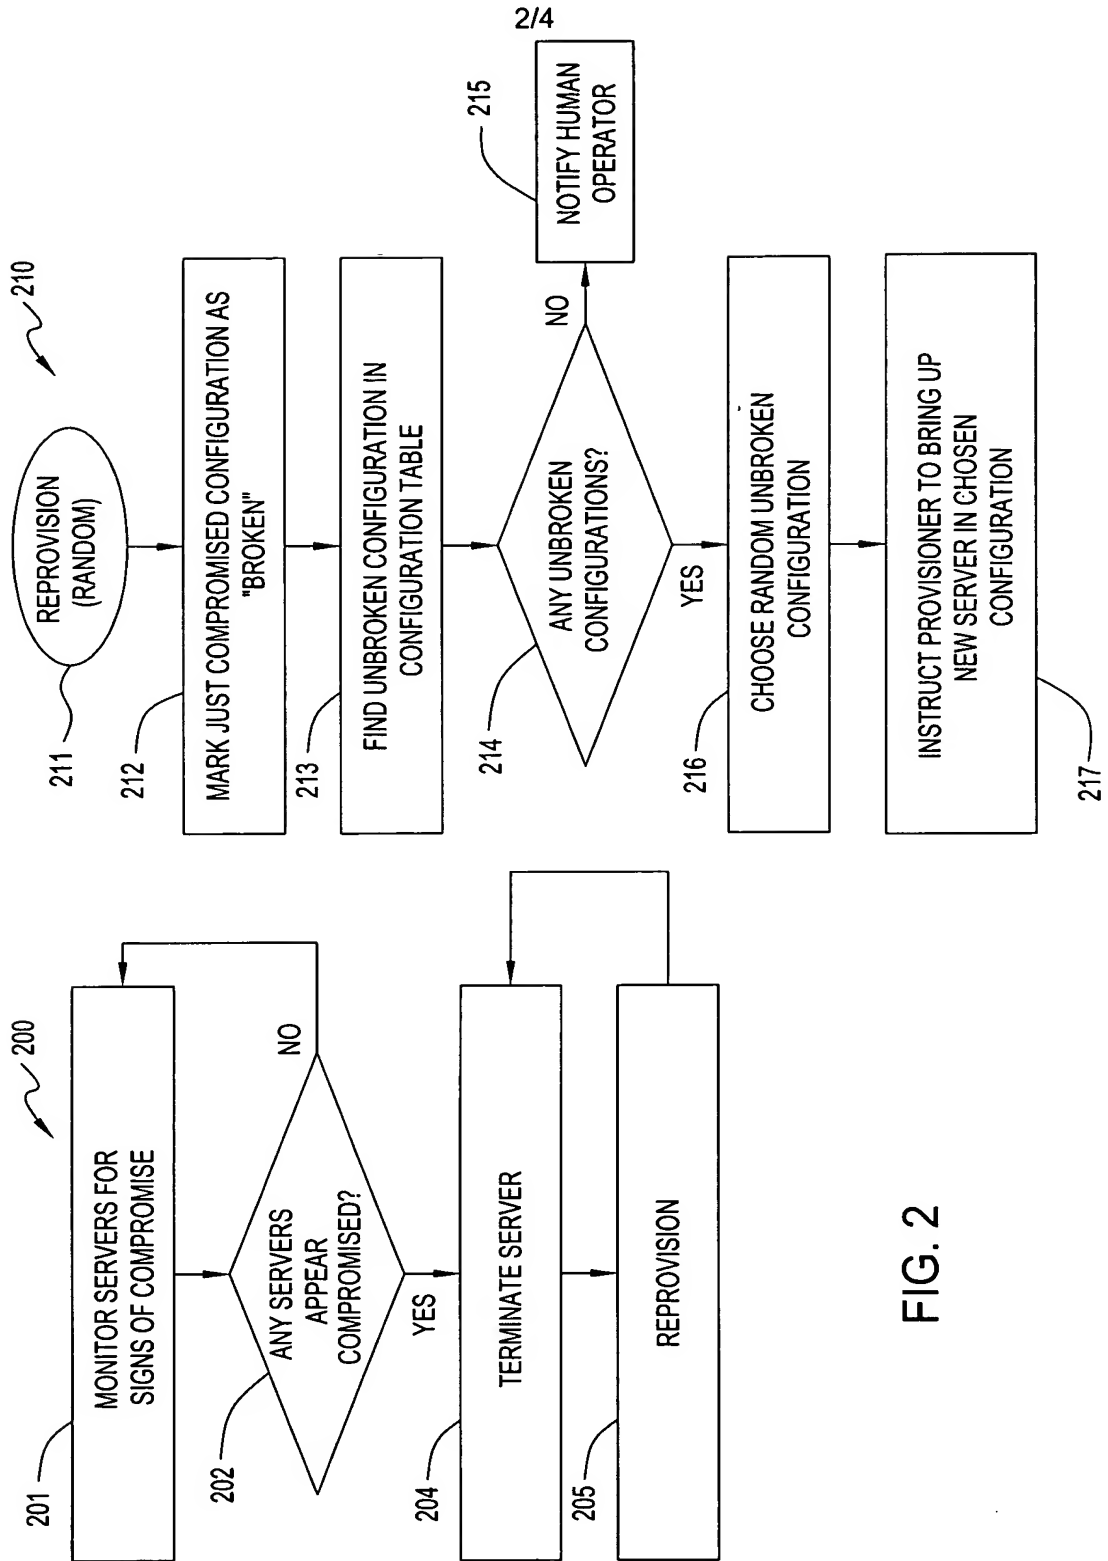 2/4
200
201
MONITOR SERVERS FOR
SIGNS OF COMPROMISE
202
ANY SERVERS
APPEAR
COMPROMISED?
NO
YES
204
TERMINATE SERVER
205
REPROVISION
210
211
REPROVISION
(RANDOM)
212
MARK JUST COMPROMISED CONFIGURATION AS
"BROKEN"
213
FIND UNBROKEN CONFIGURATION IN
CONFIGURATION TABLE
214
ANY UNBROKEN
CONFIGURATIONS?
NO
215
NOTIFY HUMAN
OPERATOR
YES
216
CHOOSE RANDOM UNBROKEN
CONFIGURATION
217
INSTRUCT PROVISIONER TO BRING UP
NEW SERVER IN CHOSEN
CONFIGURATION
FIG. 2